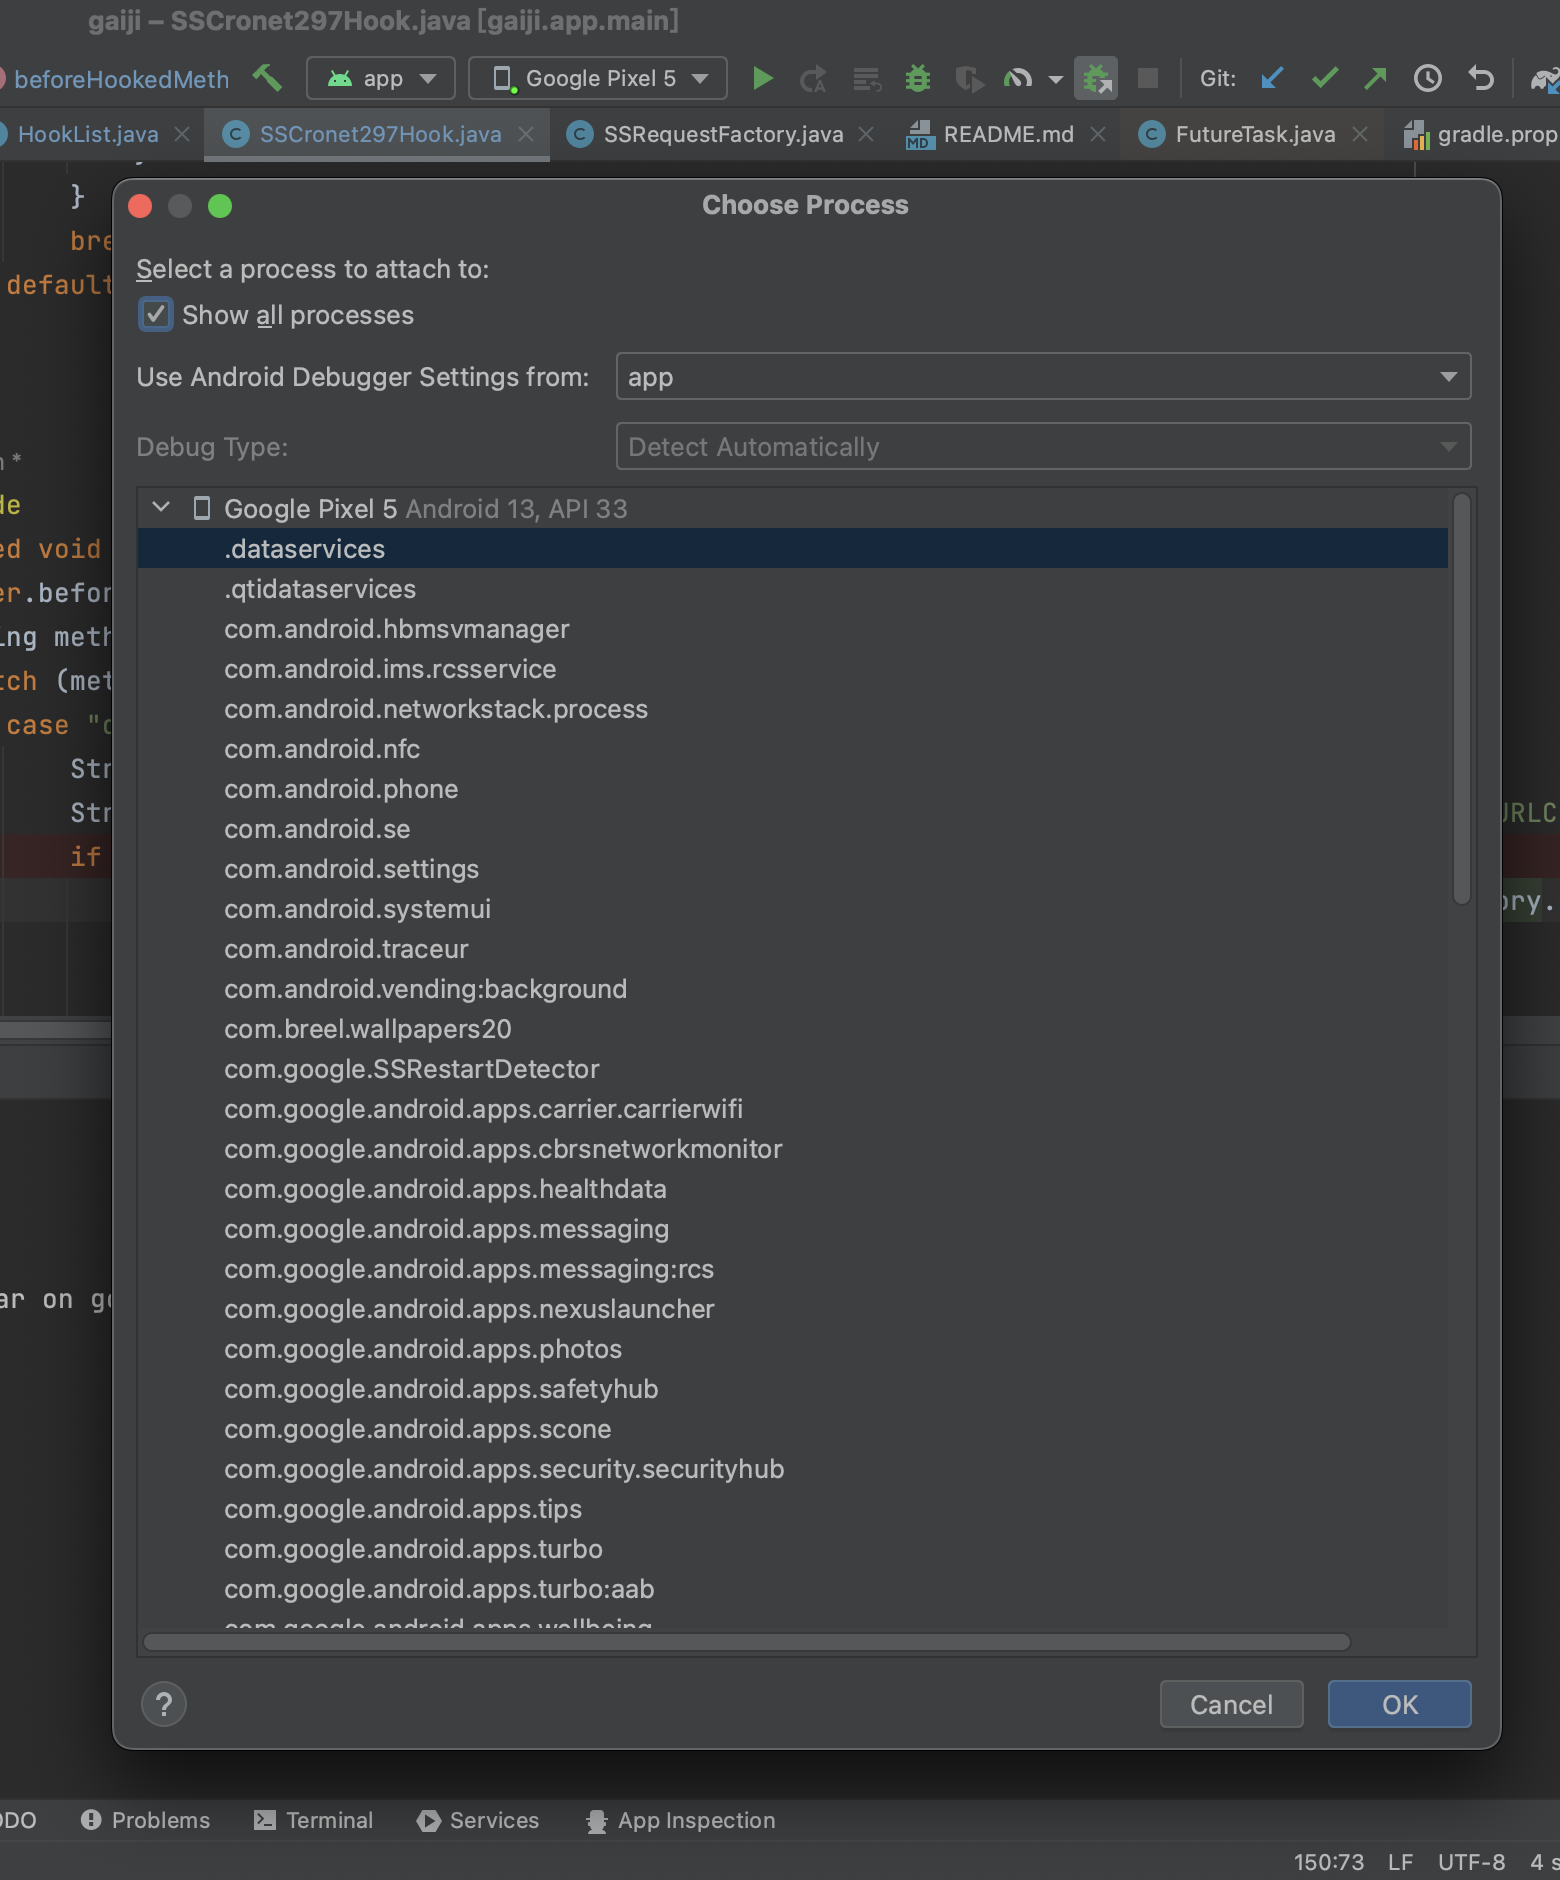 gaiji – SSCronet297Hook.java [gaiji.app.main]
beforeHookedMeth app Google Pixel 5 Git:
HookList.java SSCronet297Hook.java SSRequestFactory.java README.md FutureTask.java gradle.prop
}
bre
default
Choose Process
Select a process to attach to:
Show all processes
Use Android Debugger Settings from: app
Debug Type: Detect Automatically
Google Pixel 5 Android 13, API 33
.dataservices
.qtidataservices
com.android.hbmsvmanager
com.android.ims.rcsservice
com.android.networkstack.process
com.android.nfc
com.android.phone
com.android.se
com.android.settings
com.android.systemui
com.android.traceur
com.android.vending:background
com.breel.wallpapers20
com.google.SSRestartDetector
com.google.android.apps.carrier.carrierwifi
com.google.android.apps.cbrsnetworkmonitor
com.google.android.apps.healthdata
com.google.android.apps.messaging
com.google.android.apps.messaging:rcs
com.google.android.apps.nexuslauncher
com.google.android.apps.photos
com.google.android.apps.safetyhub
com.google.android.apps.scone
com.google.android.apps.security.securityhub
com.google.android.apps.tips
com.google.android.apps.turbo
com.google.android.apps.turbo:aab
com.google.android.apps.wellbeing
? Cancel OK
de
ed void
er.befor
ing meth
tch (met
case "
Str
Str
if
URLC
ory.
ar on g
ODO Problems Terminal Services App Inspection
150:73 LF UTF-8 4 s